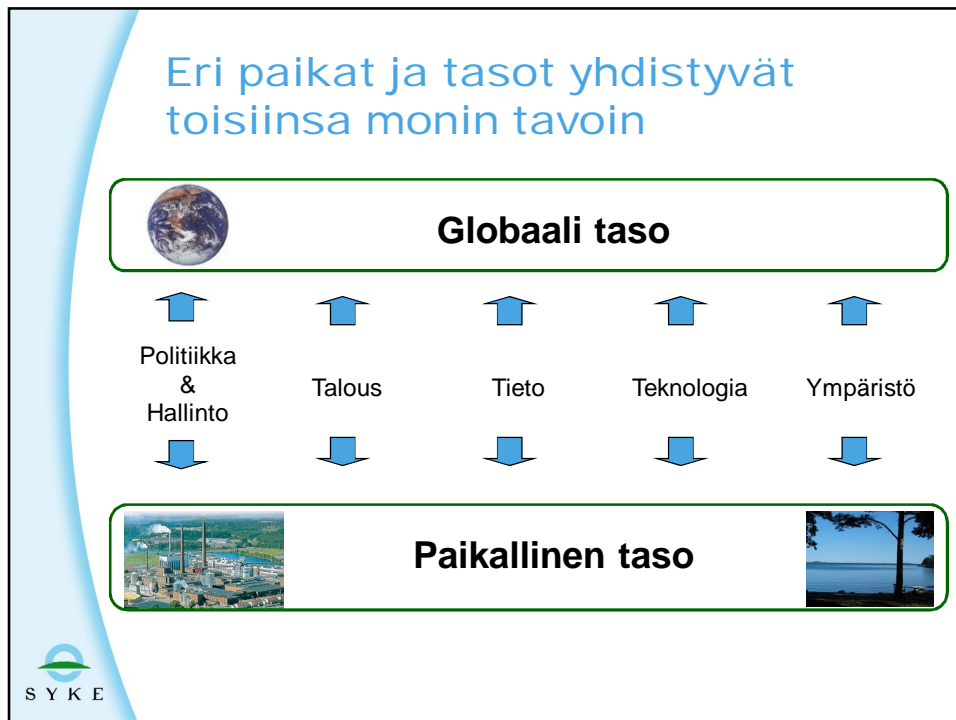 Eri paikat ja tasot yhdistyvät
toisiinsa monin tavoin
Globaali taso
Politiikka
&
Hallinto
Talous
Tieto
Teknologia
Ympäristö
Paikallinen taso
SYKE